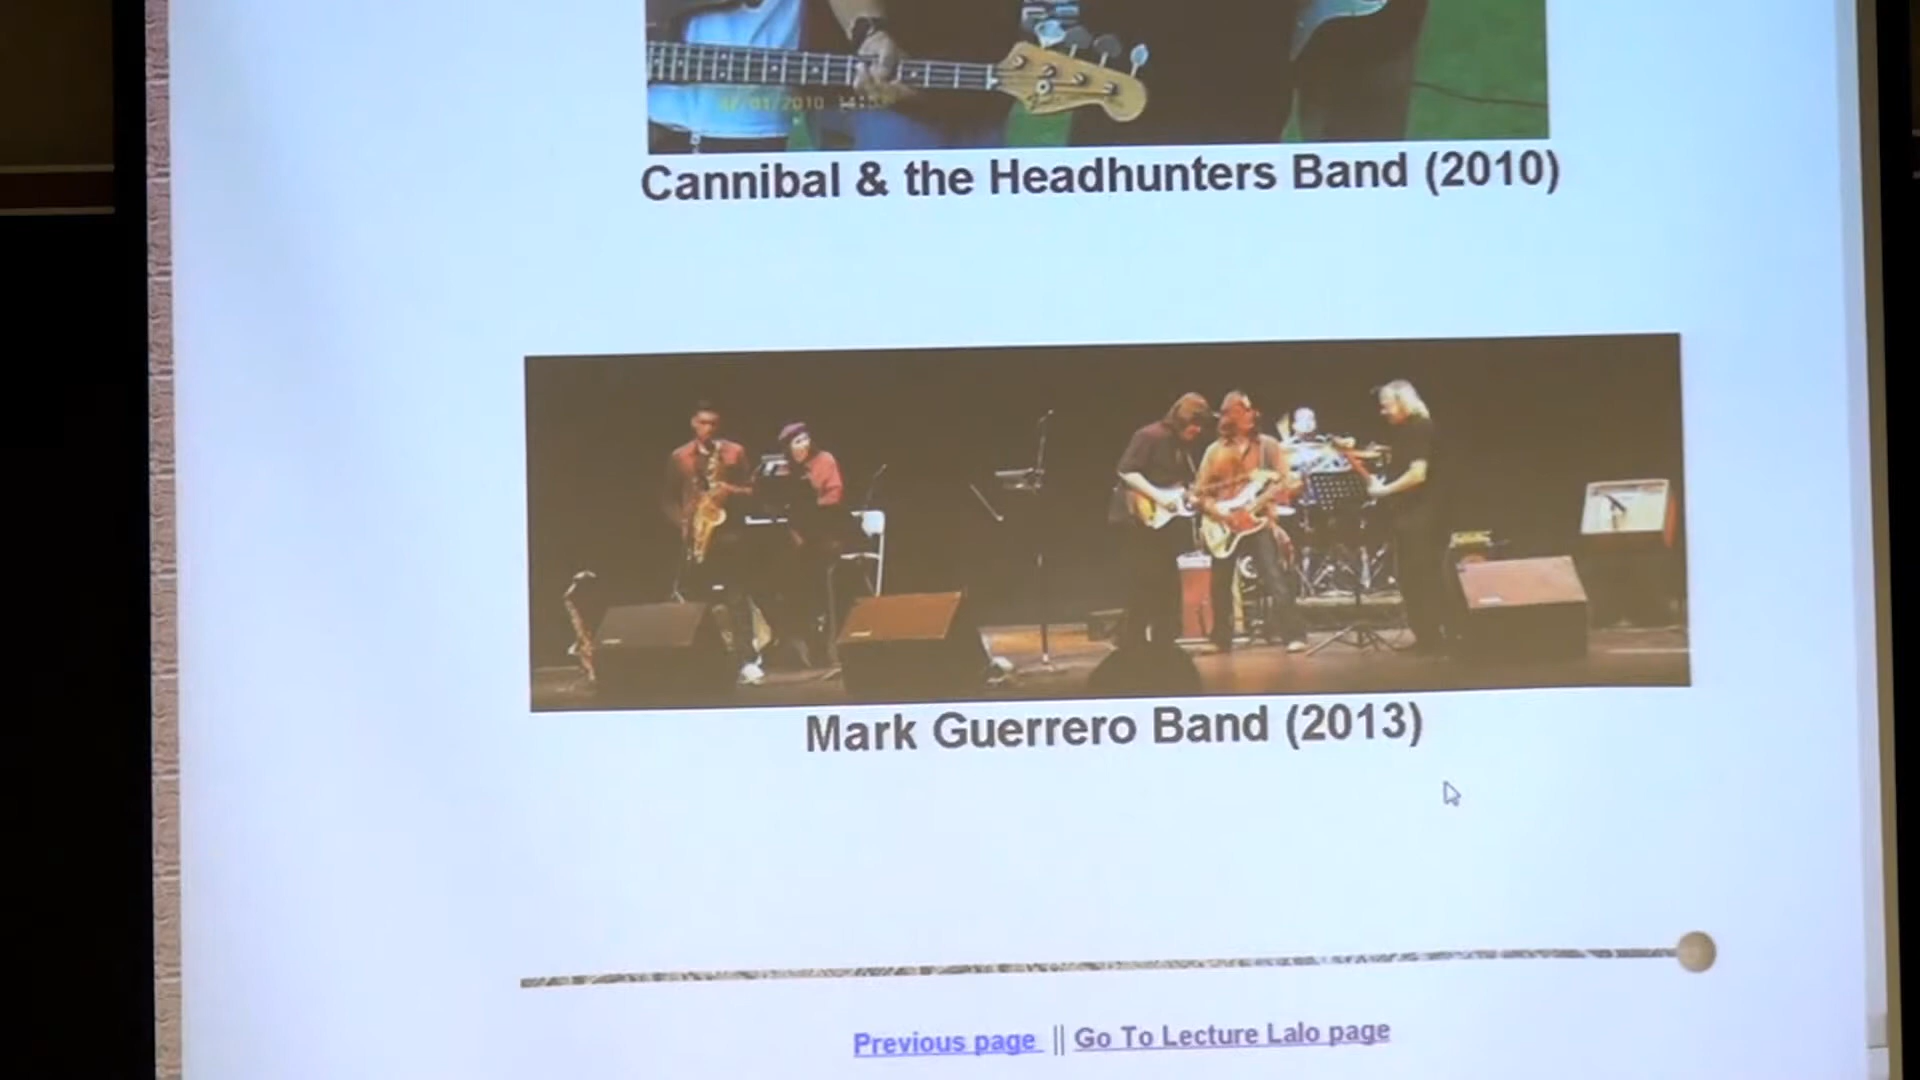 Cannibal & the Headhunters Band (2010)
Mark Guerrero Band (2013)
Previous page || Go To Lecture Lalo page